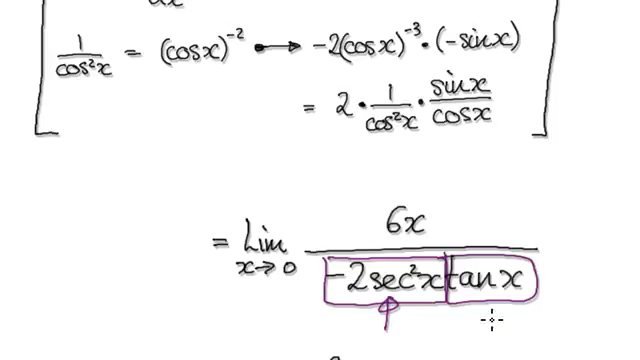 1/cos²x = (cosx)⁻² → -2(cosx)⁻³ · (-sinx)
= 2 · 1/cos²x · sinx/cosx
= Lim x→0 6x / -2sec²x tanx